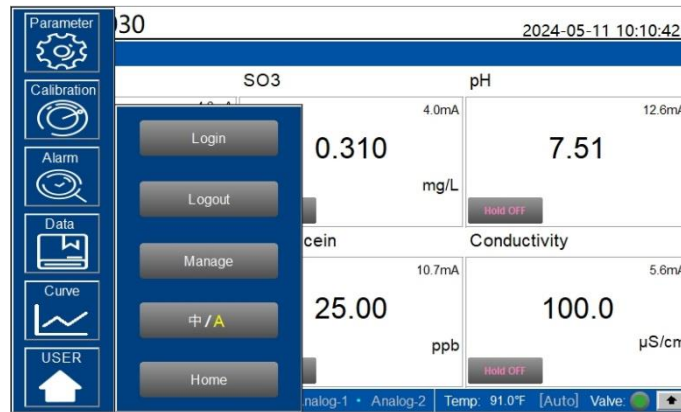 Parameter
030
2024-05-11 10:10:42
Calibration
SO3
pH
4.0mA
12.6mA
Login
0.310
7.51
Alarm
mg/L
Logout
Hold OFF
Data
cein
Conductivity
Manage
10.7mA
5.6mA
Curve
25.00
100.0
中/A
ppb
µS/cm
USER
Hold OFF
Home
nalog-1 • Analog-2
Temp: 91.0°F [Auto] Valve: